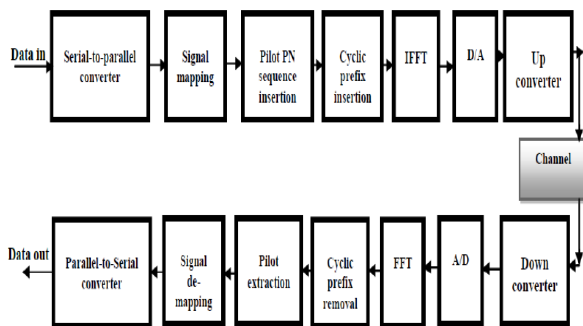 Data in
Serial-to-parallel
converter
Signal
mapping
Pilot PN
sequence
insertion
Cyclic
prefix
insertion
IFFT
D/A
Up
converter
Channel
Data out
Parallel-to-Serial
converter
Signal
de-
mapping
Pilot
extraction
Cyclic
prefix
removal
FFT
A/D
Down
converter